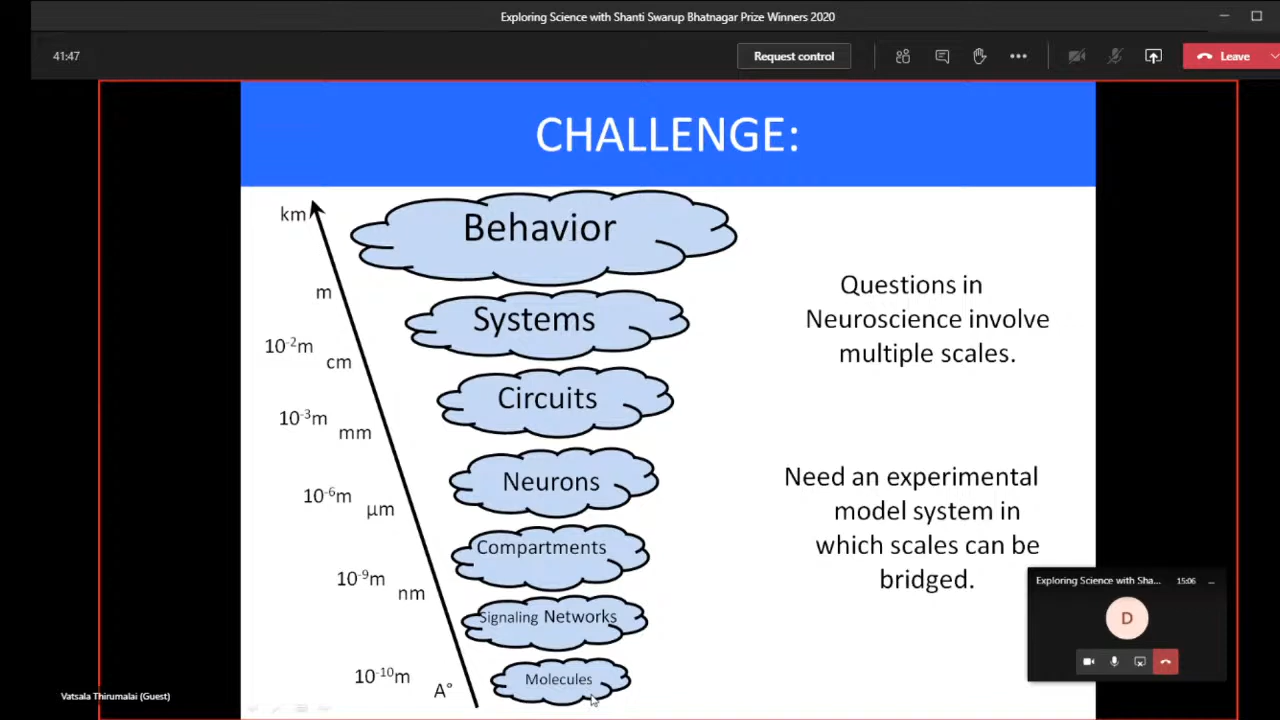 Exploring Science with Shanti Swarup Bhatnagar Prize Winners 2020
41:47
Request control
Leave
CHALLENGE:
km
Behavior
m
Systems
10⁻²m
cm
Circuits
10⁻³m
mm
Neurons
10⁻⁶m
µm
Compartments
10⁻⁹m
nm
Signaling Networks
10⁻¹⁰m
A°
Molecules
Questions in
Neuroscience involve
multiple scales.
Need an experimental
model system in
which scales can be
bridged.
Exploring Science with Sha...
15:06
D
Vatsala Thirumalai (Guest)